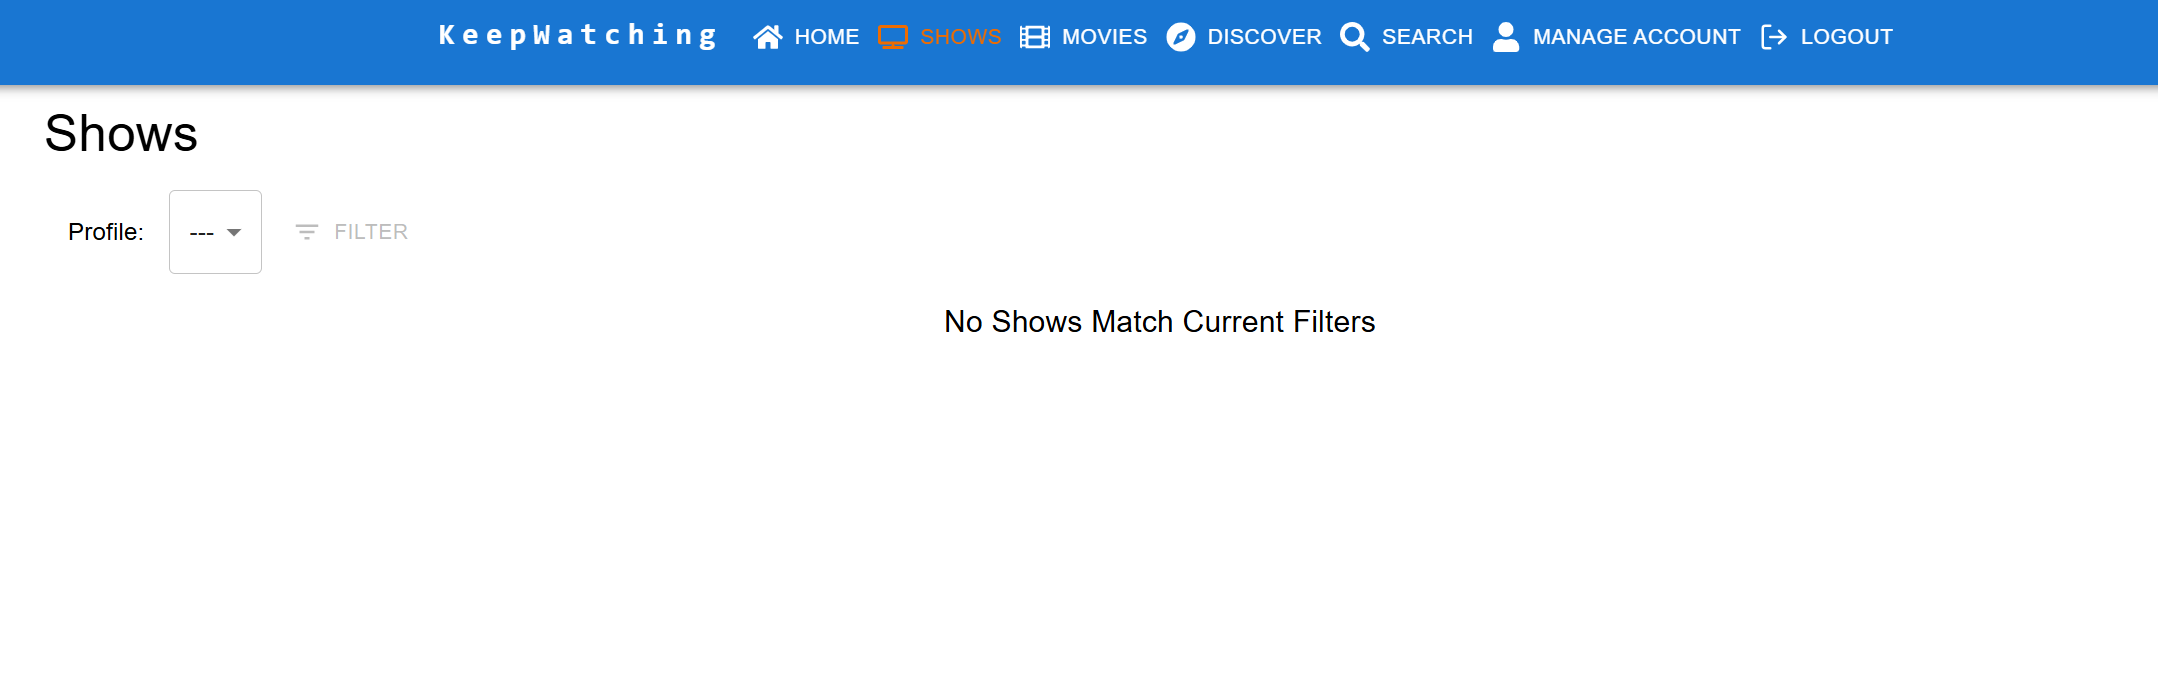 KeepWatching HOME SHOWS MOVIES DISCOVER SEARCH MANAGE ACCOUNT LOGOUT
Shows
Profile: --- FILTER
No Shows Match Current Filters